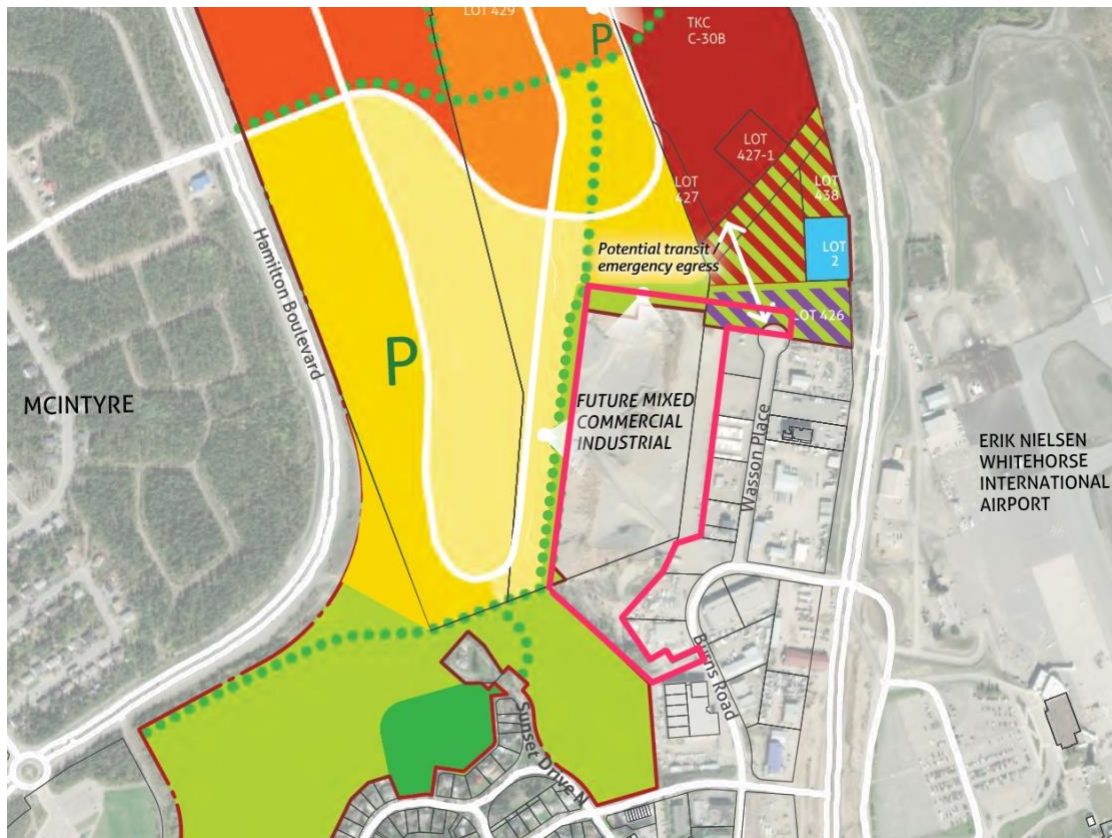 LOT 429
P
TKC
C-30B
LOT
427-1
LOT
427
LOT
438
LOT
2
Potential transit /
emergency egress
LOT 426
Hamilton Boulevard
P
MCINTYRE
FUTURE MIXED
COMMERCIAL
INDUSTRIAL
Wasson Place
ERIK NIELSEN
WHITEHORSE
INTERNATIONAL
AIRPORT
Burns Road
Sunset Drive N